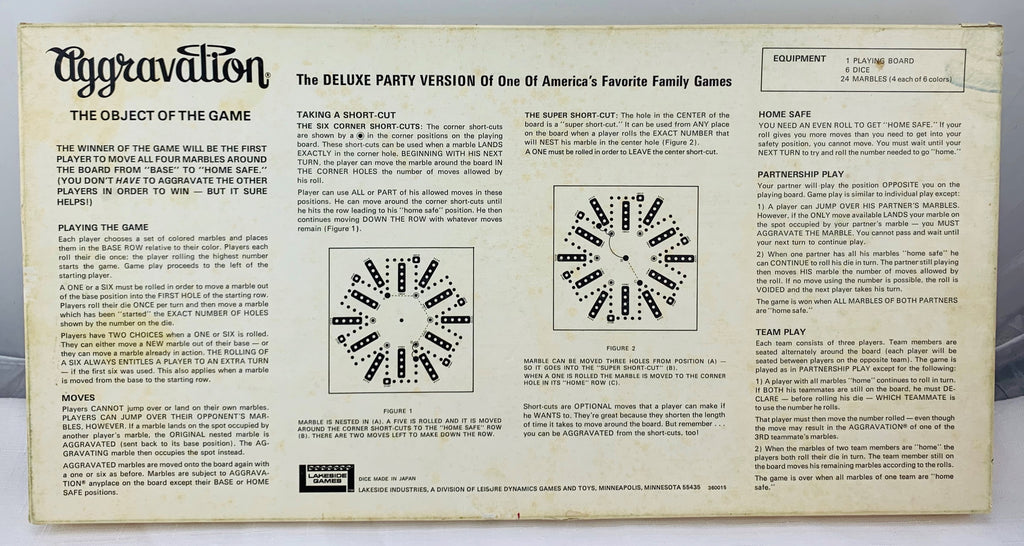 Aggravation®
THE OBJECT OF THE GAME
THE WINNER OF THE GAME WILL BE THE FIRST
PLAYER TO MOVE ALL FOUR MARBLES AROUND
THE BOARD FROM "BASE" TO "HOME SAFE."
(YOU DON'T HAVE TO AGGRAVATE THE OTHER
PLAYERS IN ORDER TO WIN — BUT IT SURE
HELPS!)
PLAYING THE GAME
Each player chooses a set of colored marbles and places
them in the BASE ROW relative to their color. Players each
roll their die once: the player rolling the highest number
starts the game. Game play proceeds to the left of the
starting player.
A ONE or a SIX must be rolled in order to move a marble out
of the base position into the FIRST HOLE of the starting row.
Players roll their die ONCE per turn and then move a marble
which has been "started" the EXACT NUMBER OF HOLES
shown by the number on the die.
Players have TWO CHOICES when a ONE or SIX is rolled.
They can either move a NEW marble out of their base — or
they can move a marble already in action. THE ROLLING OF
A SIX ALWAYS ENTITLES A PLAYER TO AN EXTRA TURN
— if the first six was used. This also applies when a marble
is moved from the base to the starting row.
MOVES
Players CANNOT jump over or land on their own marbles.
PLAYERS CAN JUMP OVER THEIR OPPONENT'S MAR-
BLES, HOWEVER. If a marble lands on the spot occupied by
another player's marble, the ORIGINAL nested marble is
AGGRAVATED (sent back to its base position). The AG-
GRAVATING marble then occupies the spot instead.
AGGRAVATED marbles are moved onto the board again with
a one or six as before. Marbles are subject to AGGRAVA-
TION® anyplace on the board except their BASE or HOME
SAFE positions.
The DELUXE PARTY VERSION Of One Of America's Favorite Family Games
TAKING A SHORT-CUT
THE SIX CORNER SHORT-CUTS: The corner short-cuts
are shown by a ◉ in the corner positions on the playing
board. These short-cuts can be used when a marble LANDS
EXACTLY in the corner hole. BEGINNING WITH HIS NEXT
TURN, the player can move the marble around the board IN
THE CORNER HOLES the number of moves allowed by
his roll.
Player can use ALL or PART of his allowed moves in these
positions. He can move around the corner short-cuts until
he hits the row leading to his "home safe" position. He then
continues moving DOWN THE ROW with whatever moves
remain (Figure 1).
FIGURE 1
MARBLE IS NESTED IN (A). A FIVE IS ROLLED AND IT IS MOVED
AROUND THE CORNER SHORT-CUTS TO THE "HOME SAFE" ROW
(B). THERE ARE TWO MOVES LEFT TO MAKE DOWN THE ROW.
LAKESIDE
GAMES
DICE MADE IN JAPAN
LAKESIDE INDUSTRIES, A DIVISION OF LEISURE DYNAMICS GAMES AND TOYS, MINNEAPOLIS, MINNESOTA 55435 360015
THE SUPER SHORT-CUT: The hole in the CENTER of the
board is a "super short-cut." It can be used from ANY place
on the board when a player rolls the EXACT NUMBER that
will NEST his marble in the center hole (Figure 2).
A ONE must be rolled in order to LEAVE the center short-cut.
FIGURE 2
MARBLE CAN BE MOVED THREE HOLES FROM POSITION (A) —
SO IT GOES INTO THE "SUPER SHORT-CUT" (B).
WHEN A ONE IS ROLLED THE MARBLE IS MOVED TO THE CORNER
HOLE IN ITS "HOME" ROW (C).
Short-cuts are OPTIONAL moves that a player can make if
he WANTS to. They're great because they shorten the length
of time it takes to move around the board. But remember . . .
you can be AGGRAVATED from the short-cuts, too!
EQUIPMENT 1 PLAYING BOARD
6 DICE
24 MARBLES (4 each of 6 colors)
HOME SAFE
YOU NEED AN EVEN ROLL TO GET "HOME SAFE." If your
roll gives you more moves than you need to get into your
safety position, you cannot move. You must wait until your
NEXT TURN to try and roll the number needed to go "home."
PARTNERSHIP PLAY
Your partner will play the position OPPOSITE you on the
playing board. Game play is similar to individual play except:
1) A player can JUMP OVER HIS PARTNER'S MARBLES.
However, if the ONLY move available LANDS your marble on
the spot occupied by your partner's marble — you MUST
AGGRAVATE THE MARBLE. You cannot pass and wait until
your next turn to continue play.
2) When one partner has all his marbles "home safe" he
can CONTINUE to roll his die in turn. The partner still playing
then moves HIS marble the number of moves allowed by
the roll. If no move using the number is possible, the roll is
VOIDED and the next player takes his turn.
The game is won when ALL MARBLES OF BOTH PARTNERS
are "home safe."
TEAM PLAY
Each team consists of three players. Team members are
seated alternately around the board (each player will be
seated between players on the opposite team). The game is
played as in PARTNERSHIP PLAY except for the following:
1) A player with all marbles "home" continues to roll in turn.
If BOTH his teammates are still on the board, he must DE-
CLARE — before rolling his die — WHICH TEAMMATE is
to use the number he rolls.
That player must then move the number rolled — even though
the move may result in the AGGRAVATION® of one of the
3RD teammate's marbles.
2) When the marbles of two team members are "home" the
players both roll their die in turn. The team member still on
the board moves his remaining marbles according to the rolls.
The game is over when all marbles of one team are "home
safe."